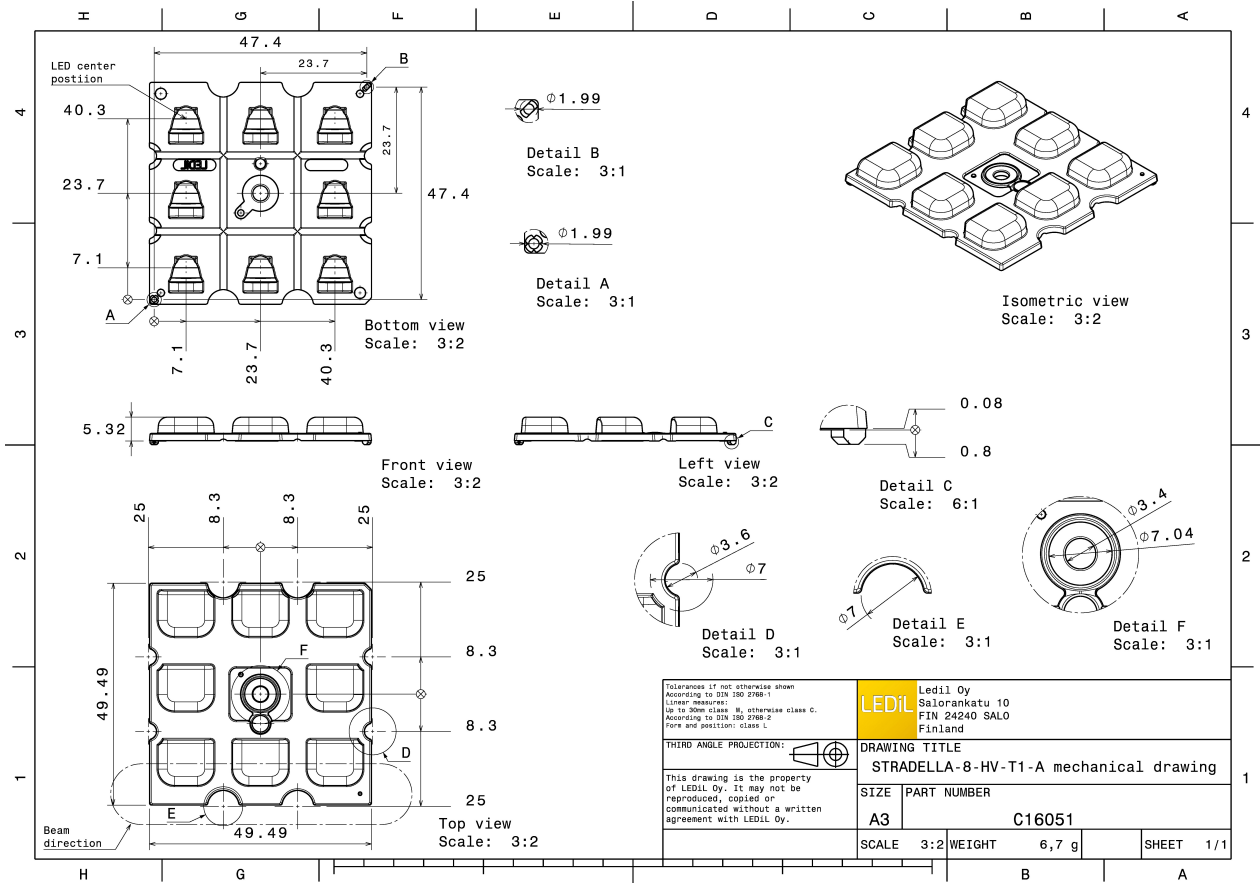 H G F E D C B A
47.4
23.7
B
LED center
postiion
4
40.3
23.7
7.1
LEDiL
23.7
47.4
A
7.1
23.7
40.3
Bottom view
Scale: 3:2
∅1.99
Detail B
Scale: 3:1
∅1.99
Detail A
Scale: 3:1
4
Isometric view
Scale: 3:2
3
3
5.32
Front view
Scale: 3:2
C
Left view
Scale: 3:2
0.08
0.8
Detail C
Scale: 6:1
25
8.3
8.3
25
25
8.3
8.3
25
49.49
49.49
F
D
E
Beam
direction
Top view
Scale: 3:2
2
∅3.6
∅7
Detail D
Scale: 3:1
∅7
Detail E
Scale: 3:1
∅3.4
∅7.04
Detail F
Scale: 3:1
2
1
1
Tolerances if not otherwise shown
According to DIN ISO 2768-1
Linear measures:
Up to 30mm class M, otherwise class C.
According to DIN ISO 2768-2
Form and position: class L
LEDiL
Ledil Oy
Salorankatu 10
FIN 24240 SALO
Finland
THIRD ANGLE PROJECTION:
DRAWING TITLE
STRADELLA-8-HV-T1-A mechanical drawing
This drawing is the property
of LEDiL Oy. It may not be
reproduced, copied or
communicated without a written
agreement with LEDiL Oy.
SIZE
A3
PART NUMBER
C16051
SCALE 3:2
WEIGHT 6,7 g
SHEET 1/1
H G B A